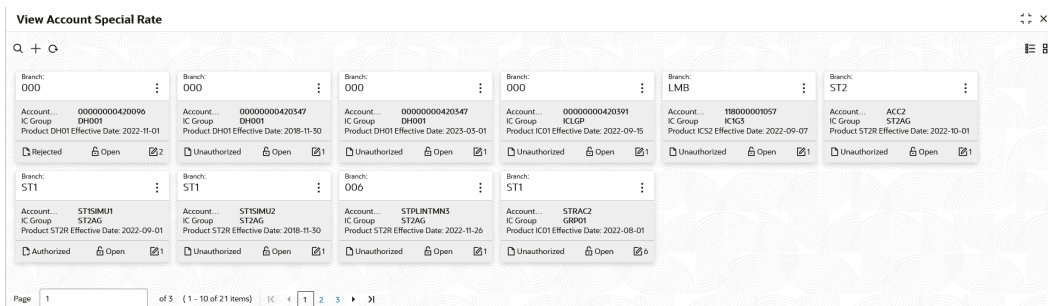 View Account Special Rate
Branch:
000
Account... 00000000420096
IC Group DH001
Product DH01 Effective Date: 2022-11-01
Rejected Open 2
Branch:
000
Account... 00000000420347
IC Group DH001
Product DH01 Effective Date: 2018-11-30
Unauthorized Open 1
Branch:
000
Account... 00000000420347
IC Group DH001
Product DH01 Effective Date: 2023-03-01
Unauthorized Open 1
Branch:
000
Account... 00000000420391
IC Group ICLGP
Product IC01 Effective Date: 2022-09-15
Unauthorized Open 1
Branch:
LMB
Account... 118000001057
IC Group IC1G3
Product ICS2 Effective Date: 2022-09-07
Unauthorized Open 1
Branch:
ST2
Account... ACC2
IC Group ST2AG
Product ST2R Effective Date: 2022-10-01
Unauthorized Open 1
Branch:
ST1
Account... ST1SIMU1
IC Group ST2AG
Product ST2R Effective Date: 2022-09-01
Authorized Open 1
Branch:
ST1
Account... ST1SIMU2
IC Group ST2AG
Product ST2R Effective Date: 2018-11-30
Unauthorized Open 1
Branch:
006
Account... STPLINTMN3
IC Group ST2AG
Product ST2R Effective Date: 2022-11-26
Unauthorized Open 1
Branch:
ST1
Account... STRAC2
IC Group GRP01
Product IC01 Effective Date: 2022-08-01
Unauthorized Open 6
Page 1 of 3 (1 - 10 of 21 items) 1 2 3